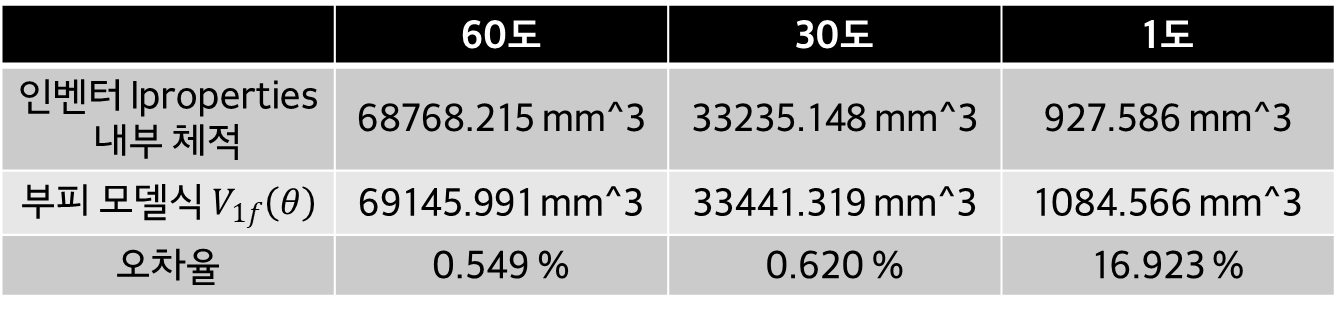 60도 30도 1도
인벤터 Iproperties
내부 체적 68768.215 mm^3 33235.148 mm^3 927.586 mm^3
부피 모델식 𝑉₁𝑓(𝜃) 69145.991 mm^3 33441.319 mm^3 1084.566 mm^3
오차율 0.549 % 0.620 % 16.923 %